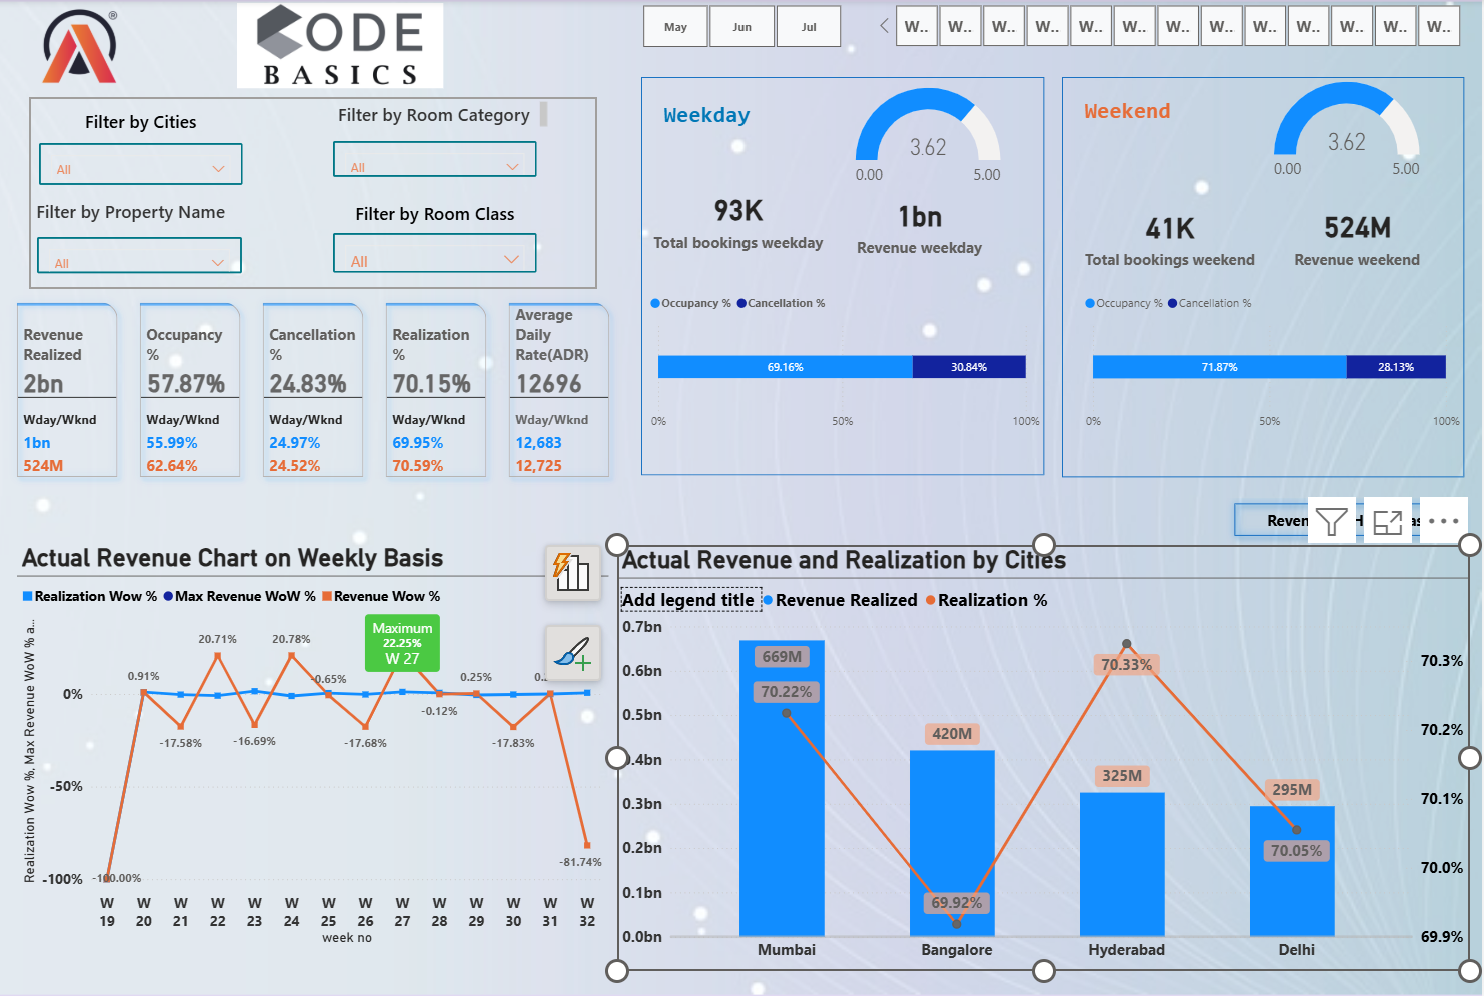 ®
CODE
BASICS
May
Jun
Jul
W..
W..
W..
W..
W..
W..
W..
W..
W..
W..
W..
W..
W..
Filter by Cities
All
Filter by Room Category
All
Filter by Property Name
All
Filter by Room Class
All
Weekday
3.62
0.00
5.00
93K
Total bookings weekday
1bn
Revenue weekday
Occupancy %
Cancellation %
69.16%
30.84%
0%
50%
100%
Weekend
3.62
0.00
5.00
41K
Total bookings weekend
524M
Revenue weekend
Occupancy %
Cancellation %
71.87%
28.13%
0%
50%
100%
Revenue
Realized
2bn
Wday/Wknd
1bn
524M
Occupancy
%
57.87%
Wday/Wknd
55.99%
62.64%
Cancellation
%
24.83%
Wday/Wknd
24.97%
24.52%
Realization
%
70.15%
Wday/Wknd
69.95%
70.59%
Average
Daily
Rate(ADR)
12696
Wday/Wknd
12,683
12,725
Actual Revenue Chart on Weekly Basis
Realization Wow %
Max Revenue WoW %
Revenue Wow %
Realization Wow %, Max Revenue WoW % a...
0%
-50%
-100%
-100.00%
0.91%
-17.58%
20.71%
-16.69%
20.78%
-0.65%
-17.68%
Maximum
22.25%
W 27
-0.12%
0.25%
-17.83%
-81.74%
W
19
W
20
W
21
W
22
W
23
W
24
W
25
W
26
W
27
W
28
W
29
W
30
W
31
W
32
week no
Actual Revenue and Realization by Cities
Add legend title
Revenue Realized
Realization %
0.7bn
0.6bn
0.5bn
0.4bn
0.3bn
0.2bn
0.1bn
0.0bn
669M
70.22%
420M
69.92%
70.33%
325M
295M
70.05%
70.3%
70.2%
70.1%
70.0%
69.9%
Mumbai
Bangalore
Hyderabad
Delhi